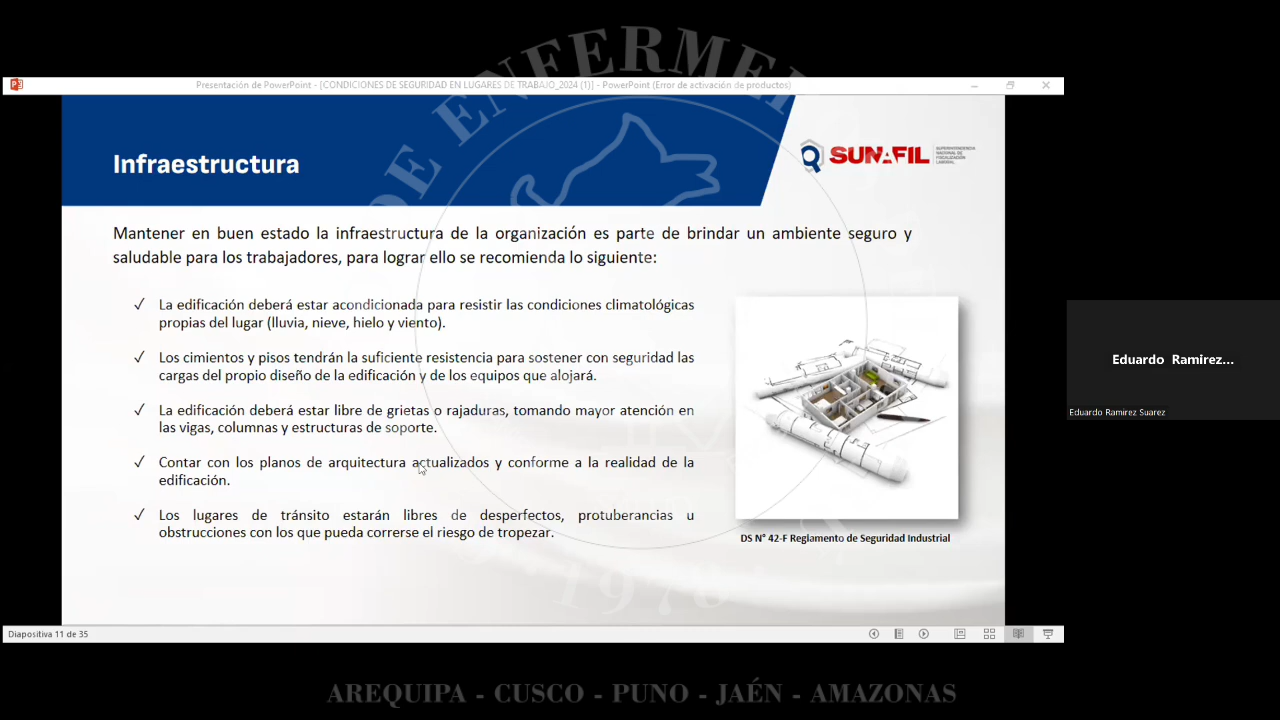 DE ENFERME
Presentación de PowerPoint - [CONDICIONES DE SEGURIDAD EN LUGARES DE TRABAJO_2024 (1)] - PowerPoint (Error de activación de productos)
Infraestructura
SUNAFIL
SUPERINTENDENCIA
NACIONAL DE
FISCALIZACIÓN
LABORAL
Mantener en buen estado la infraestructura de la organización es parte de brindar un ambiente seguro y
saludable para los trabajadores, para lograr ello se recomienda lo siguiente:
✓ La edificación deberá estar acondicionada para resistir las condiciones climatológicas
propias del lugar (lluvia, nieve, hielo y viento).
✓ Los cimientos y pisos tendrán la suficiente resistencia para sostener con seguridad las
cargas del propio diseño de la edificación y de los equipos que alojará.
✓ La edificación deberá estar libre de grietas o rajaduras, tomando mayor atención en
las vigas, columnas y estructuras de soporte.
✓ Contar con los planos de arquitectura actualizados y conforme a la realidad de la
edificación.
✓ Los lugares de tránsito estarán libres de desperfectos, protuberancias u
obstrucciones con los que pueda correrse el riesgo de tropezar.
DS N° 42-F Reglamento de Seguridad Industrial
Eduardo Ramirez...
Eduardo Ramirez Suarez
1978
Diapositiva 11 de 35
AREQUIPA - CUSCO - PUNO - JAÉN - AMAZONAS